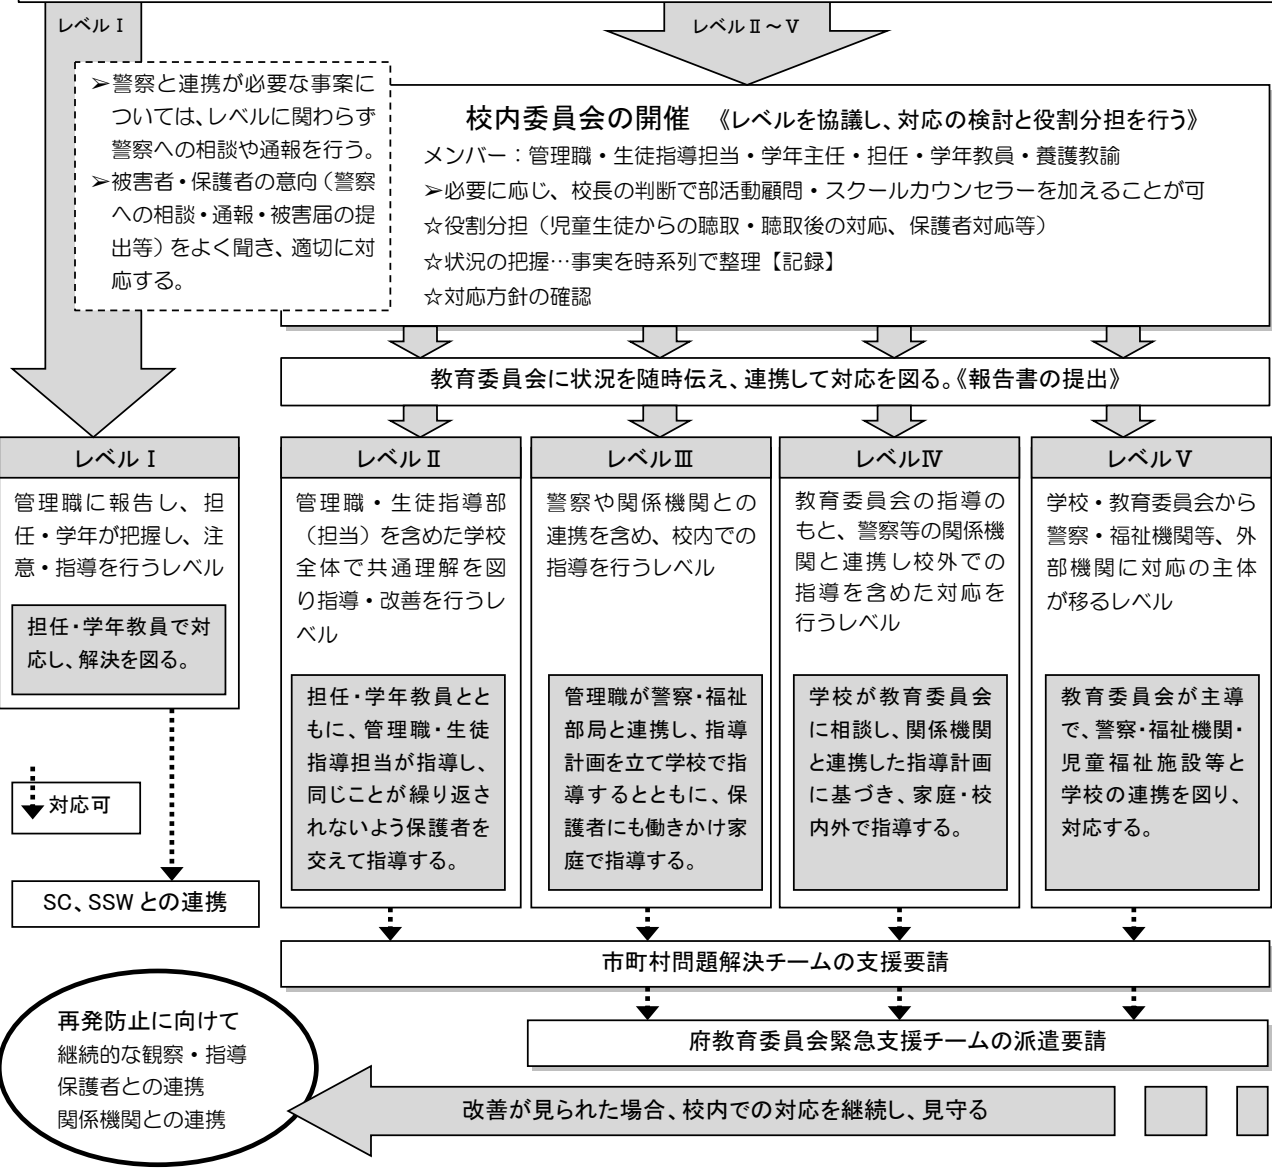 レベルⅠ
レベルⅡ～Ⅴ
➢警察と連携が必要な事案に
ついては、レベルに関わらず
警察への相談や通報を行う。
➢被害者・保護者の意向（警察
への相談・通報・被害届の提
出等）をよく聞き、適切に対
応する。
校内委員会の開催 《レベルを協議し、対応の検討と役割分担を行う》
メンバー：管理職・生徒指導担当・学年主任・担任・学年教員・養護教諭
➢必要に応じ、校長の判断で部活動顧問・スクールカウンセラーを加えることが可
☆役割分担（児童生徒からの聴取・聴取後の対応、保護者対応等）
☆状況の把握…事実を時系列で整理【記録】
☆対応方針の確認
教育委員会に状況を随時伝え、連携して対応を図る。《報告書の提出》
レベルⅠ
管理職に報告し、担
任・学年が把握し、注
意・指導を行うレベル
担任・学年教員で対
応し、解決を図る。
レベルⅡ
管理職・生徒指導部
（担当）を含めた学校
全体で共通理解を図
り指導・改善を行うレ
ベル
担任・学年教員とと
もに、管理職・生徒
指導担当が指導し、
同じことが繰り返さ
れないよう保護者を
交えて指導する。
レベルⅢ
警察や関係機関との
連携を含め、校内での
指導を行うレベル
管理職が警察・福祉
部局と連携し、指導
計画を立て学校で指
導するとともに、保
護者にも働きかけ家
庭で指導する。
レベルⅣ
教育委員会の指導の
もと、警察等の関係機
関と連携し校外での
指導を含めた対応を
行うレベル
学校が教育委員会
に相談し、関係機関
と連携した指導計画
に基づき、家庭・校
内外で指導する。
レベルⅤ
学校・教育委員会から
警察・福祉機関等、外
部機関に対応の主体
が移るレベル
教育委員会が主導
で、警察・福祉機関・
児童福祉施設等と
学校の連携を図り、
対応する。
対応可
SC、SSWとの連携
市町村問題解決チームの支援要請
府教育委員会緊急支援チームの派遣要請
再発防止に向けて
継続的な観察・指導
保護者との連携
関係機関との連携
改善が見られた場合、校内での対応を継続し、見守る